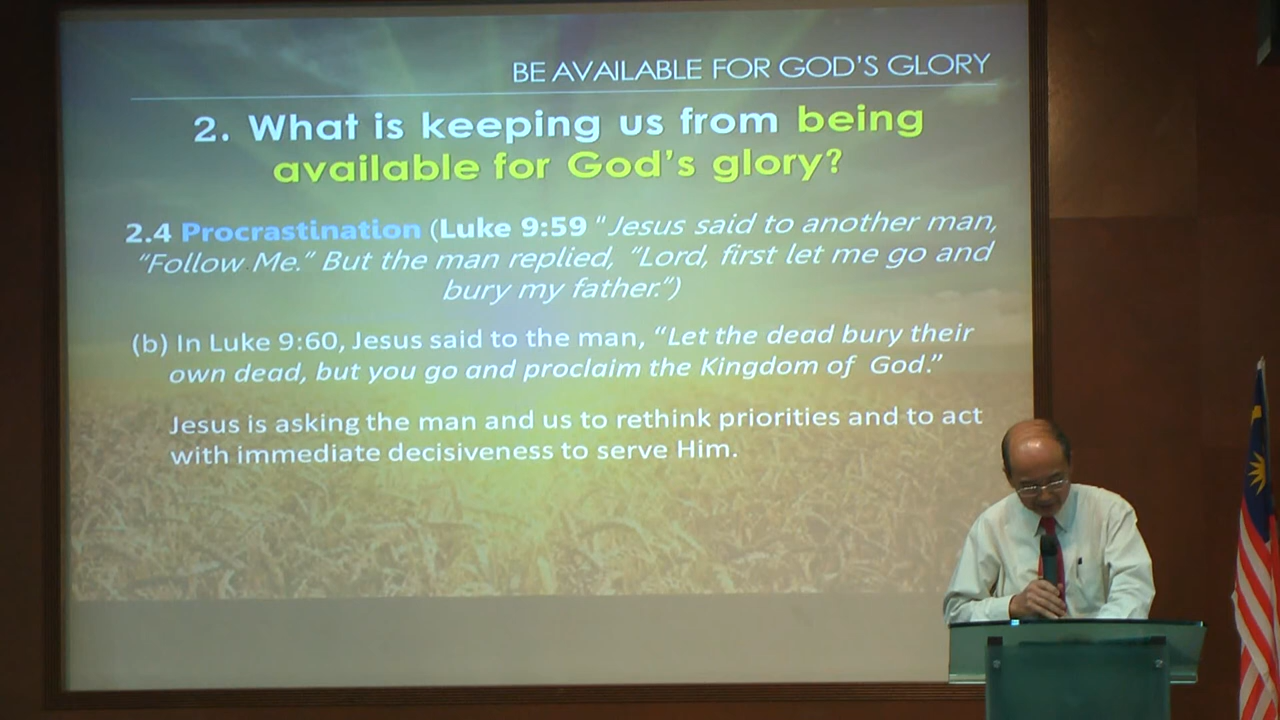 BE AVAILABLE FOR GOD'S GLORY
2. What is keeping us from being
available for God's glory?
2.4 Procrastination (Luke 9:59 "Jesus said to another man,
"Follow Me." But the man replied, "Lord, first let me go and
bury my father.")
(b) In Luke 9:60, Jesus said to the man, "Let the dead bury their
own dead, but you go and proclaim the Kingdom of God."
Jesus is asking the man and us to rethink priorities and to act
with immediate decisiveness to serve Him.